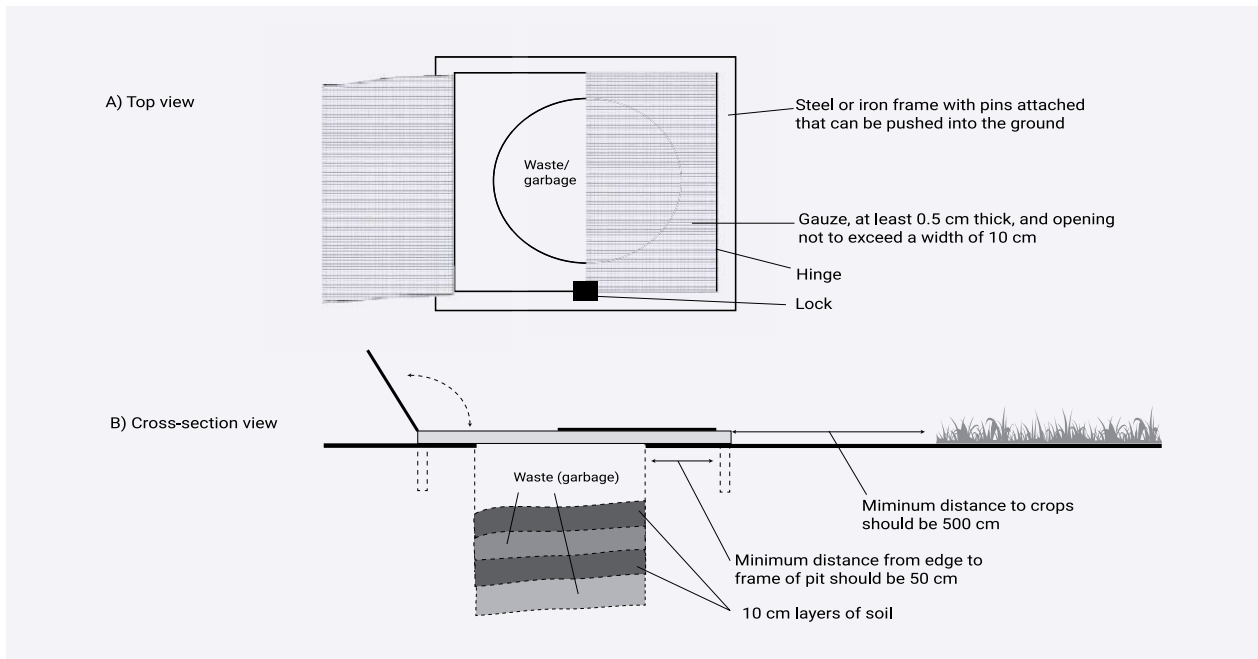 A) Top view
Waste/
garbage
Steel or iron frame with pins attached
that can be pushed into the ground
Gauze, at least 0.5 cm thick, and opening
not to exceed a width of 10 cm
Hinge
Lock
B) Cross-section view
Waste (garbage)
Miminum distance to crops
should be 500 cm
Minimum distance from edge to
frame of pit should be 50 cm
10 cm layers of soil